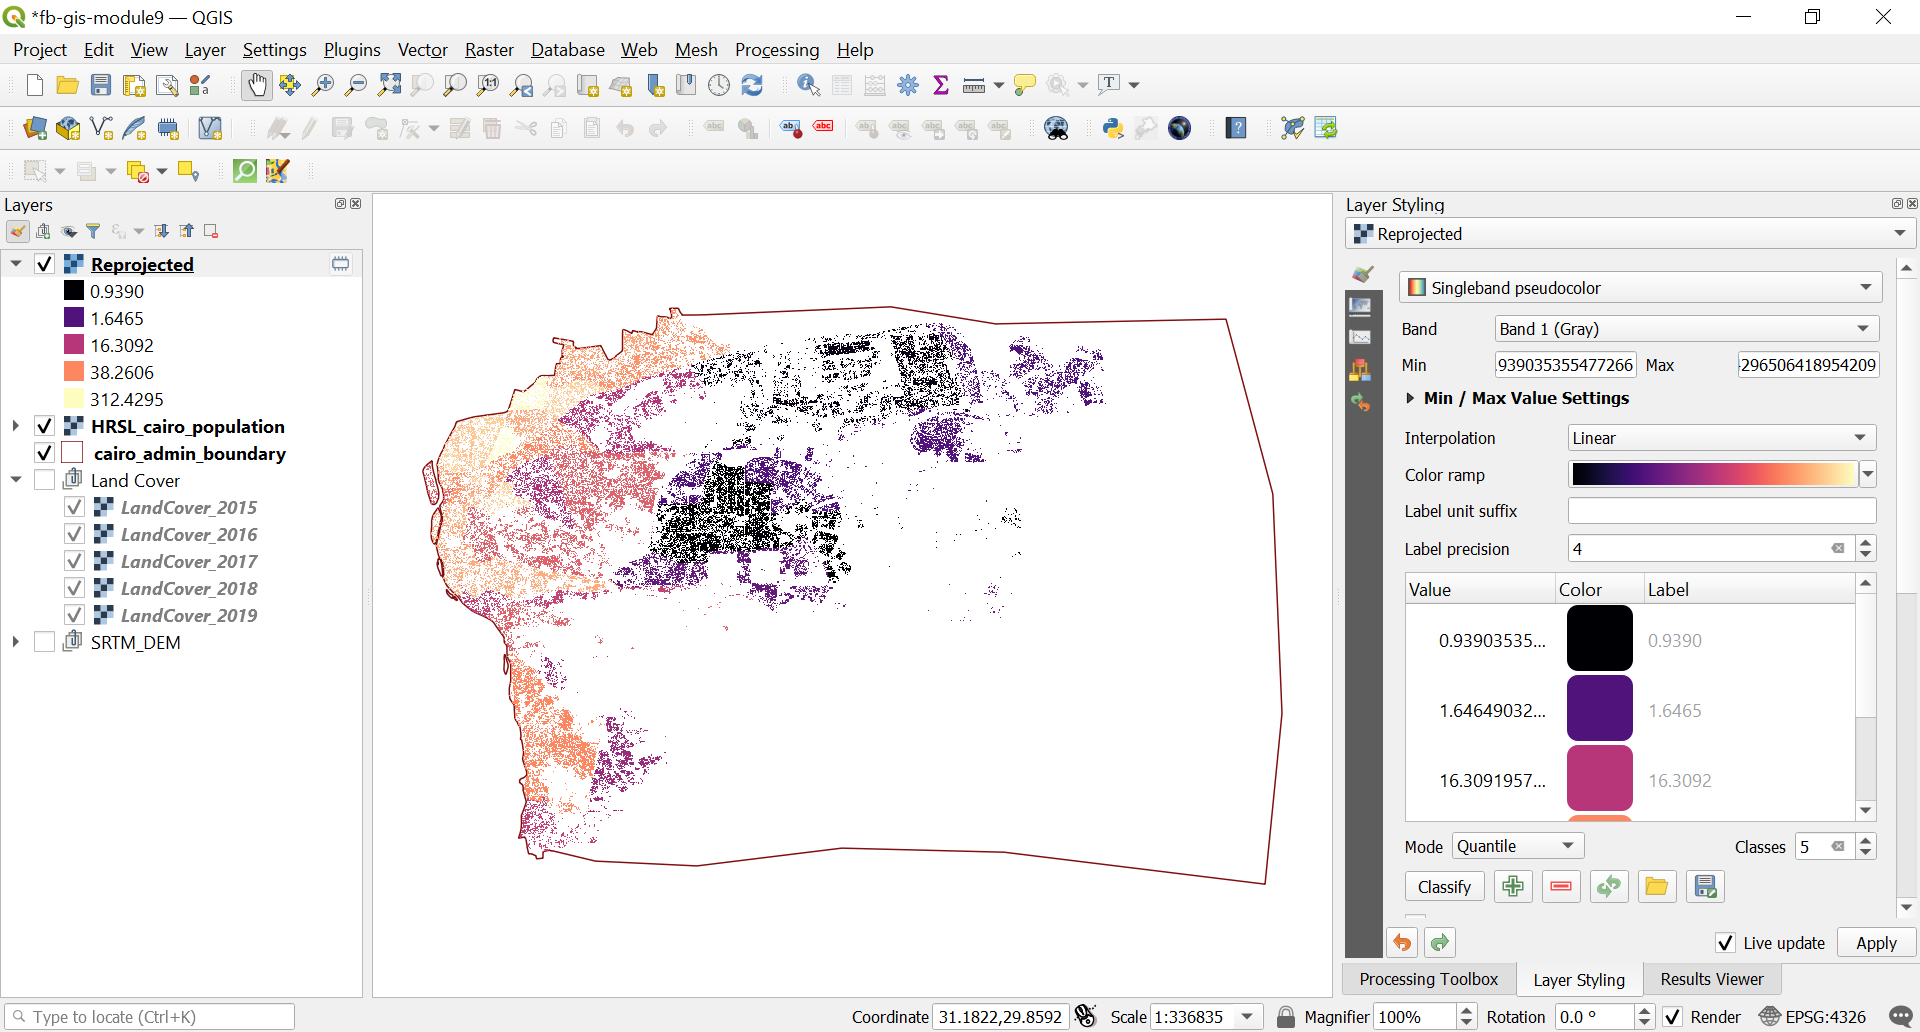 *fb-gis-module9 — QGIS
Project Edit View Layer Settings Plugins Vector Raster Database Web Mesh Processing Help
Layers
Reprojected
0.9390
1.6465
16.3092
38.2606
312.4295
HRSL_cairo_population
cairo_admin_boundary
Land Cover
LandCover_2015
LandCover_2016
LandCover_2017
LandCover_2018
LandCover_2019
SRTM_DEM
Layer Styling
Reprojected
Singleband pseudocolor
Band Band 1 (Gray)
Min 939035355477266 Max 296506418954209
Min / Max Value Settings
Interpolation Linear
Color ramp
Label unit suffix
Label precision 4
Value Color Label
0.93903535... 0.9390
1.64649032... 1.6465
16.3091957... 16.3092
Mode Quantile Classes 5
Classify
Live update Apply
Processing Toolbox Layer Styling Results Viewer
Type to locate (Ctrl+K) Coordinate 31.1822,29.8592 Scale 1:336835 Magnifier 100% Rotation 0.0 ° Render EPSG:4326